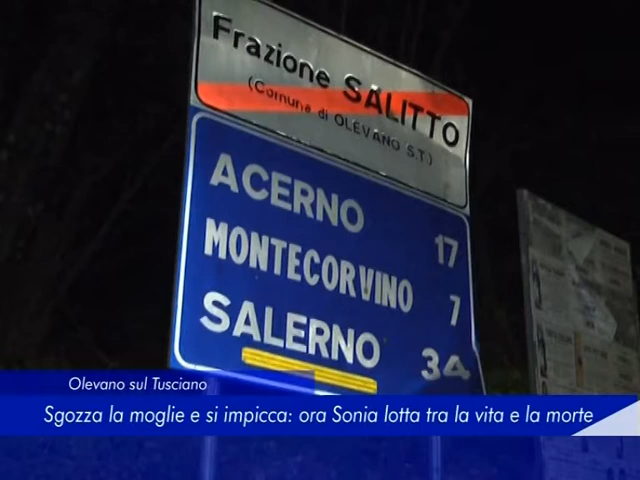 Frazione SALITTO
(Comune di OLEVANO S.T.)
ACERNO 17
MONTECORVINO 7
SALERNO 34
Olevano sul Tusciano
Sgozza la moglie e si impicca: ora Sonia lotta tra la vita e la morte